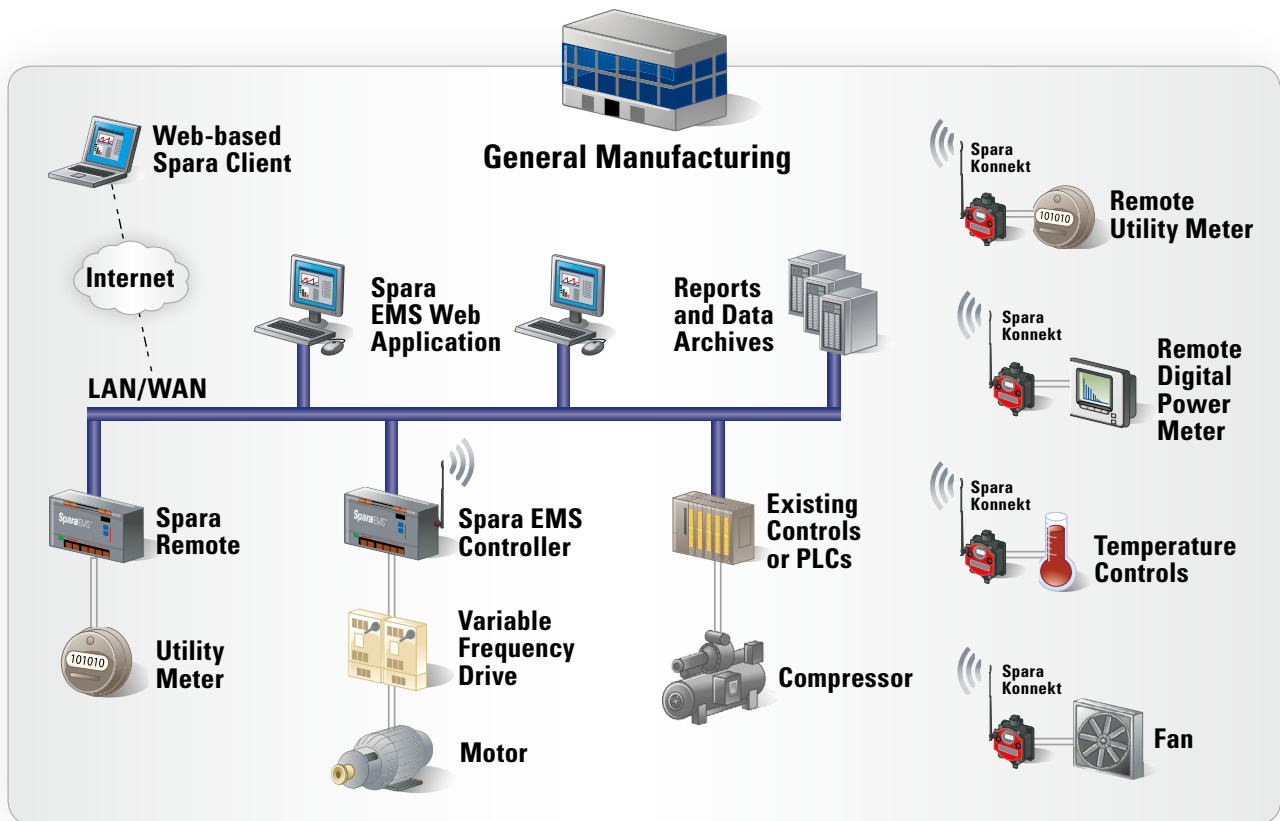 General Manufacturing
Web-based
Spara Client
Internet
LAN/WAN
Spara
EMS Web
Application
Reports
and Data
Archives
SparaEMS™
Spara
Remote
SparaEMS™
Spara EMS
Controller
Existing
Controls
or PLCs
101010
Utility
Meter
Variable
Frequency
Drive
Motor
Compressor
Spara
Konnekt
101010
Remote
Utility Meter
Spara
Konnekt
Remote
Digital
Power
Meter
Spara
Konnekt
Temperature
Controls
Spara
Konnekt
Fan